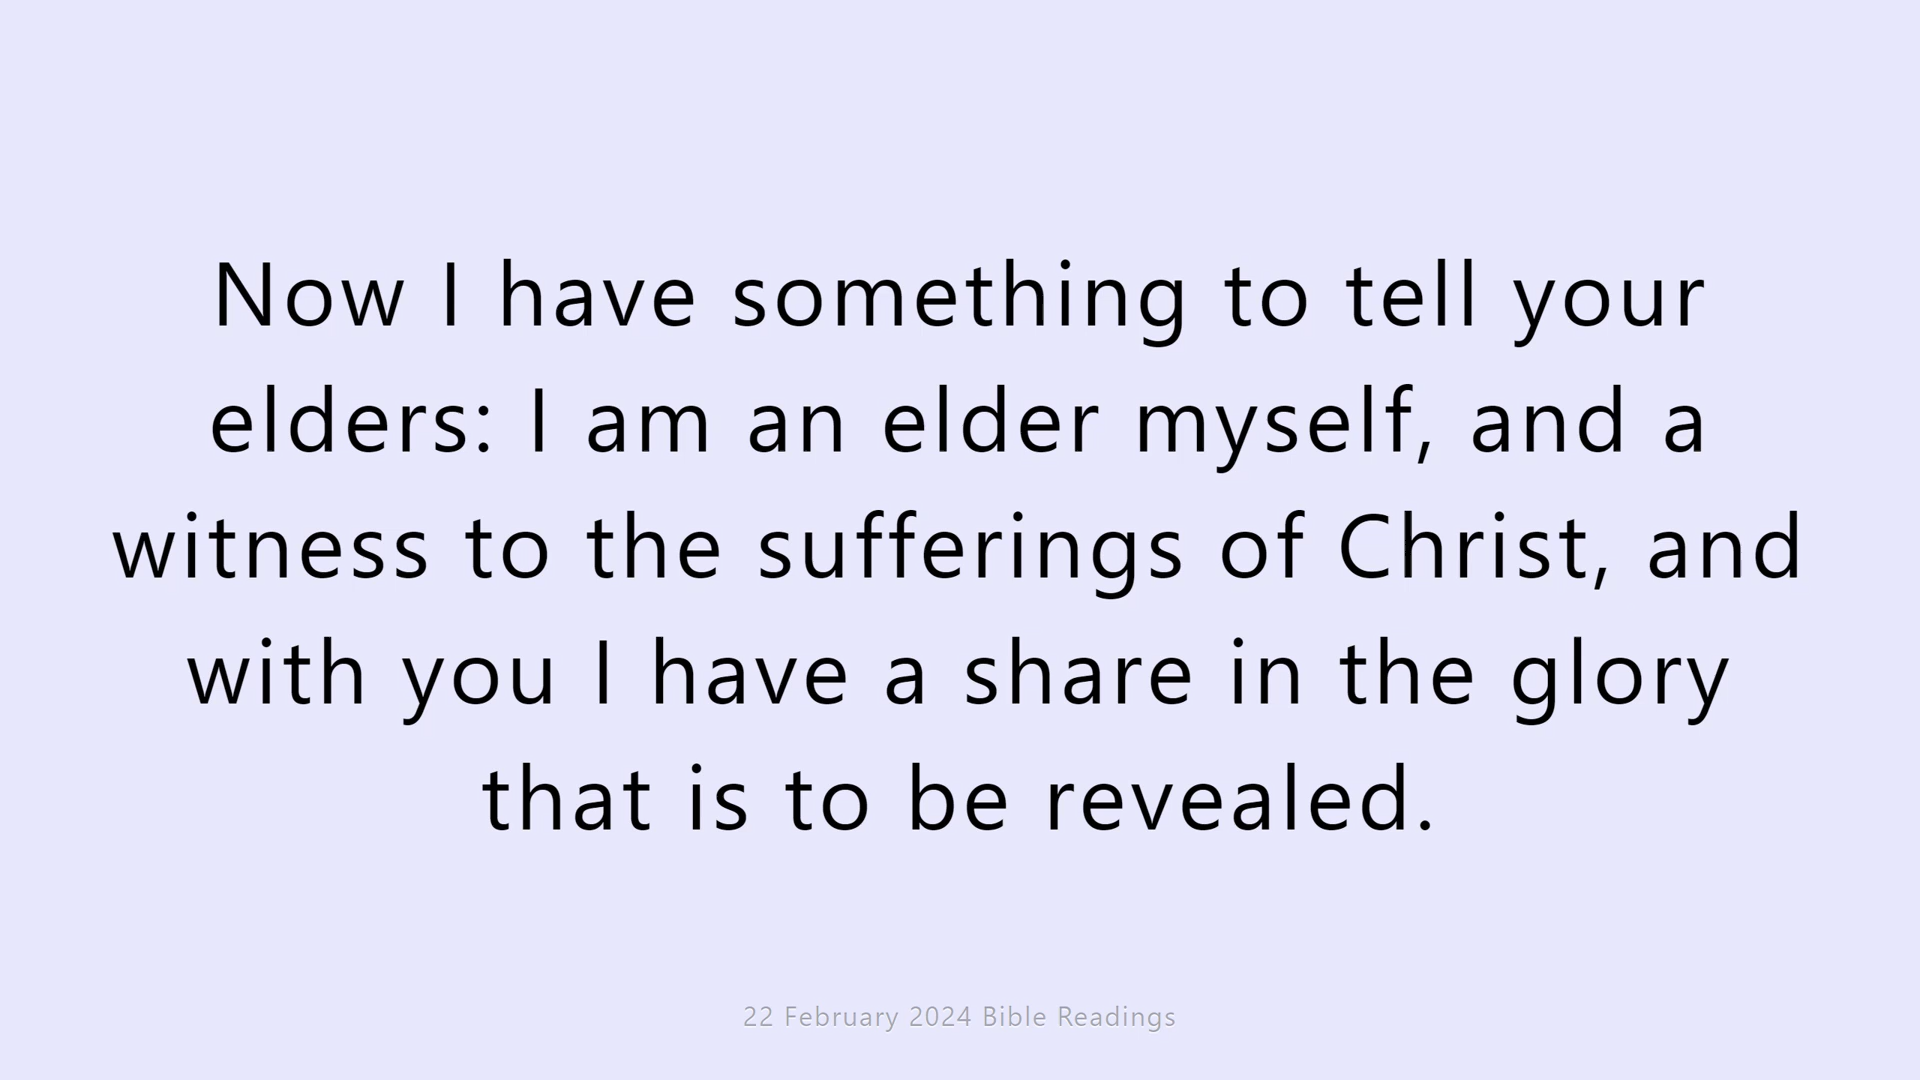 Now I have something to tell your
elders: I am an elder myself, and a
witness to the sufferings of Christ, and
with you I have a share in the glory
that is to be revealed.
22 February 2024 Bible Readings